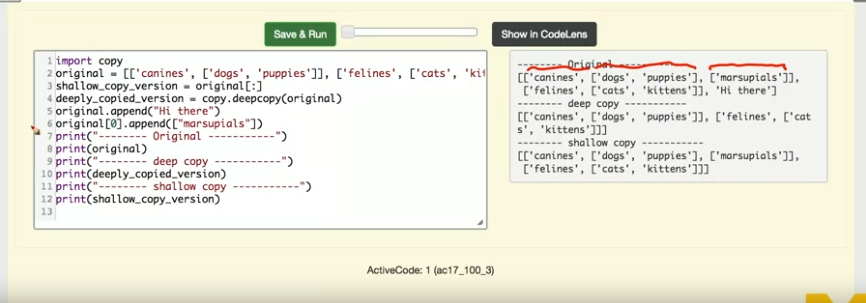 Save & Run
Show in CodeLens
1 import copy
2 original = [['canines', ['dogs', 'puppies']], ['felines', ['cats', 'kit
3 shallow_copy_version = original[:]
4 deeply_copied_version = copy.deepcopy(original)
5 original.append("Hi there")
6 original[0].append(["marsupials"])
7 print("-------- Original -----------")
8 print(original)
9 print("-------- deep copy -----------")
10 print(deeply_copied_version)
11 print("-------- shallow copy -----------")
12 print(shallow_copy_version)
13
-------- Original -----------
[['canines', ['dogs', 'puppies'], ['marsupials']],
['felines', ['cats', 'kittens']], 'Hi there']
-------- deep copy -----------
[['canines', ['dogs', 'puppies']], ['felines', ['cat
s', 'kittens']]]
-------- shallow copy -----------
[['canines', ['dogs', 'puppies'], ['marsupials']],
['felines', ['cats', 'kittens']]]
ActiveCode: 1 (ac17_100_3)